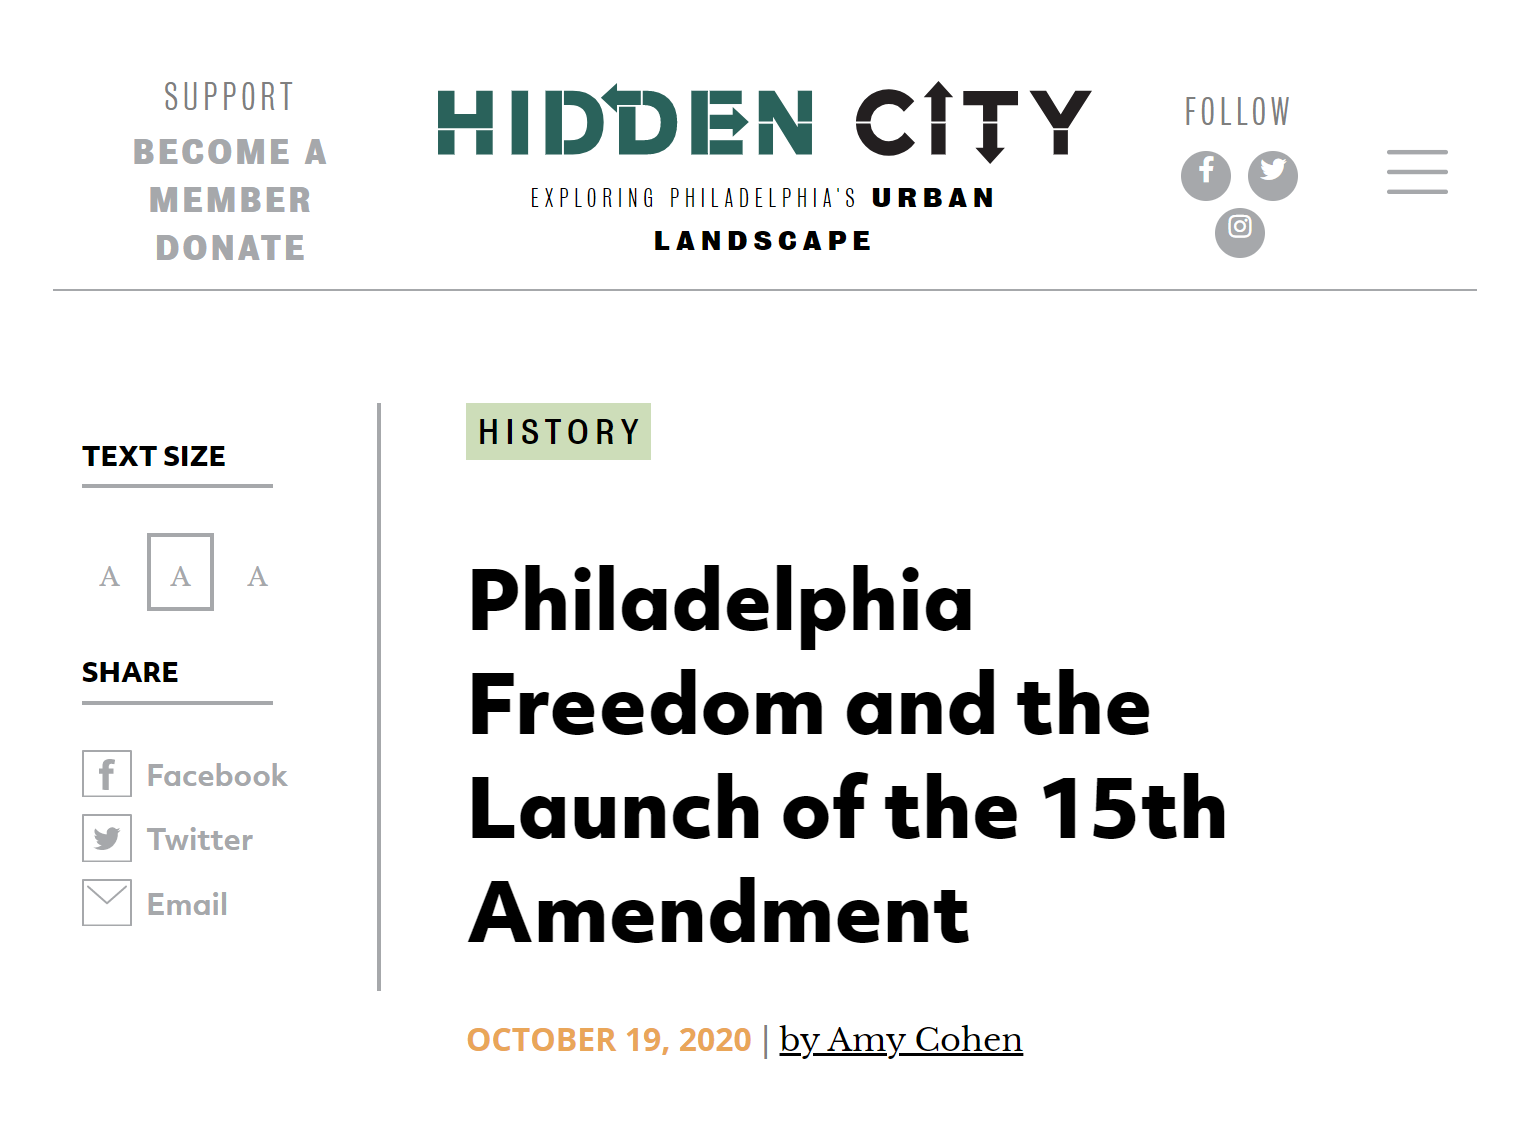 SUPPORT
BECOME A
MEMBER
DONATE
HIDDEN CITY
EXPLORING PHILADELPHIA'S URBAN
LANDSCAPE
FOLLOW
TEXT SIZE
A A A
SHARE
Facebook
Twitter
Email
HISTORY
Philadelphia
Freedom and the
Launch of the 15th
Amendment
OCTOBER 19, 2020 | by Amy Cohen